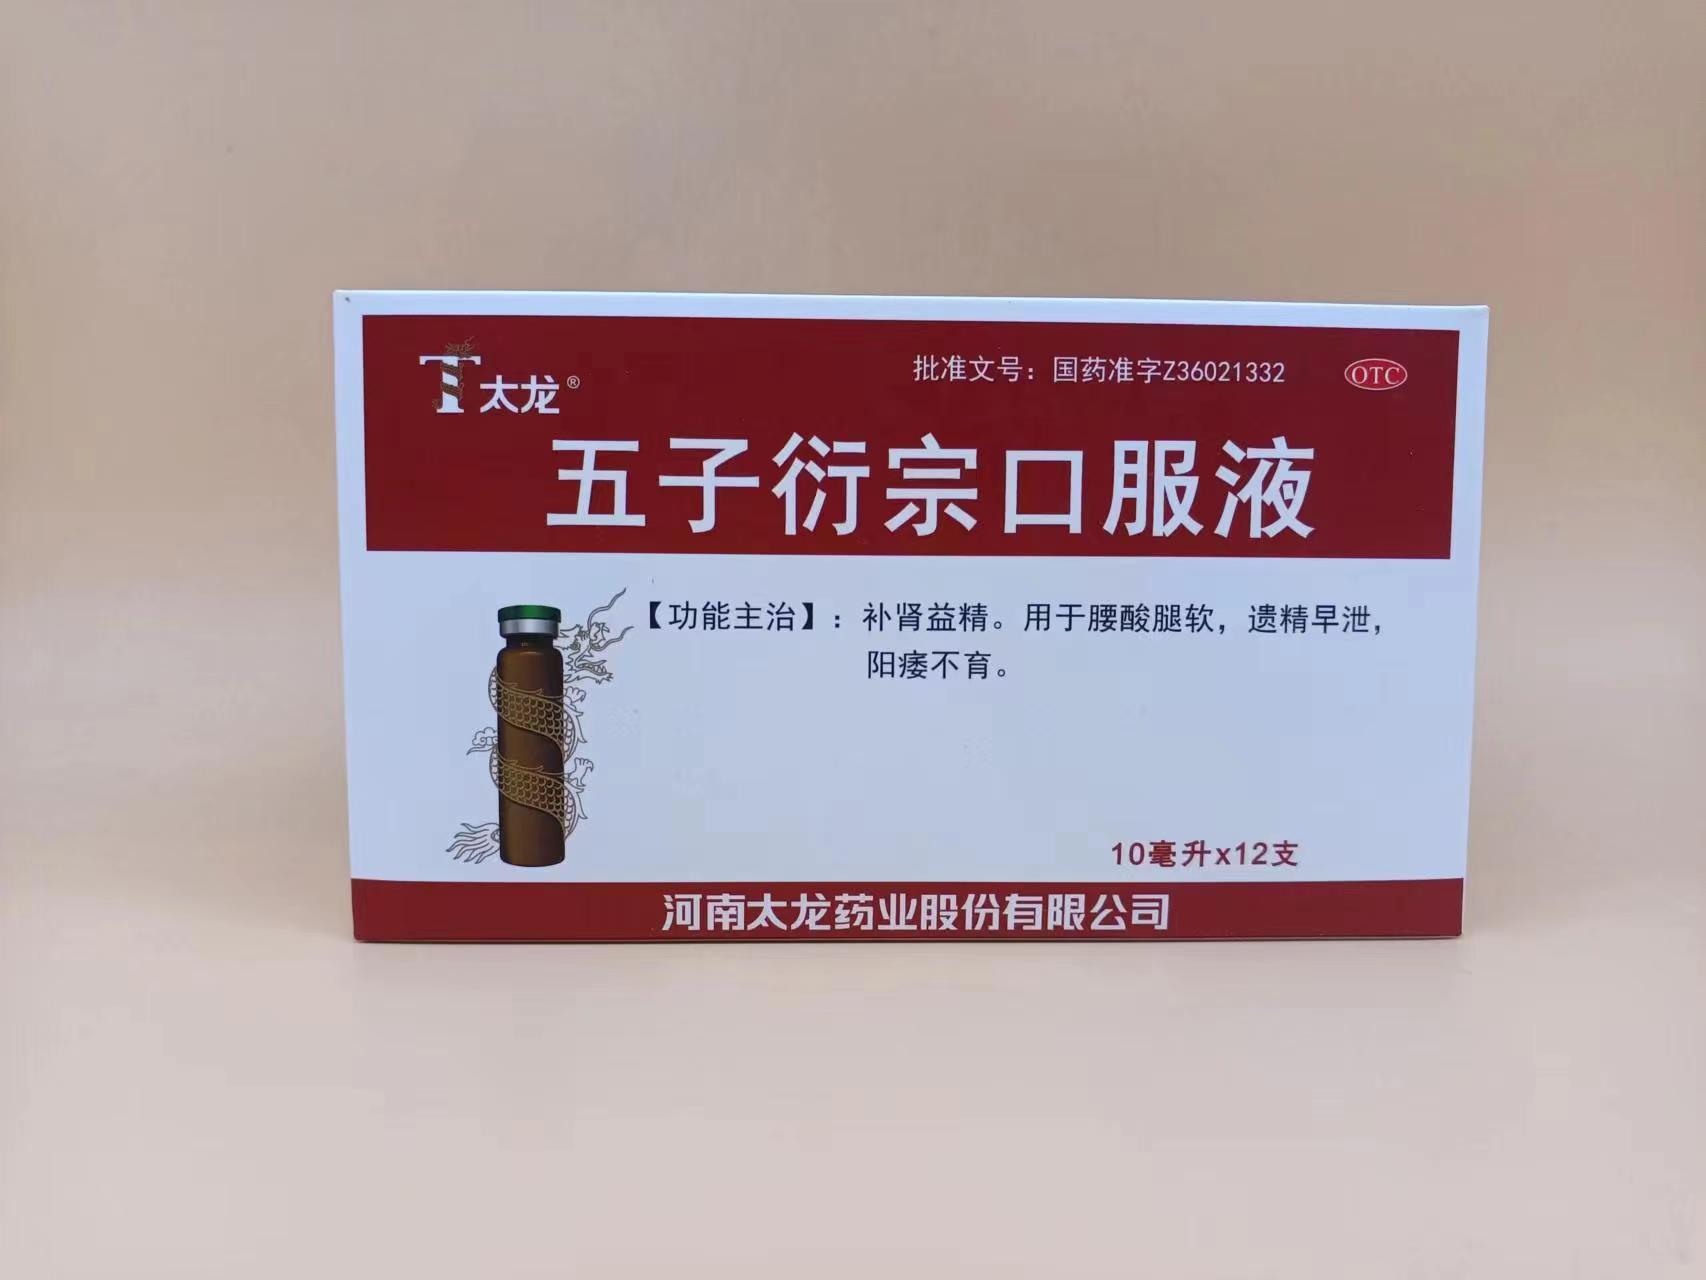 T太龙®
批准文号：国药准字Z36021332
OTC
五子衍宗口服液
【功能主治】：补肾益精。用于腰酸腿软，遗精早泄，
阳痿不育。
10毫升x12支
河南太龙药业股份有限公司